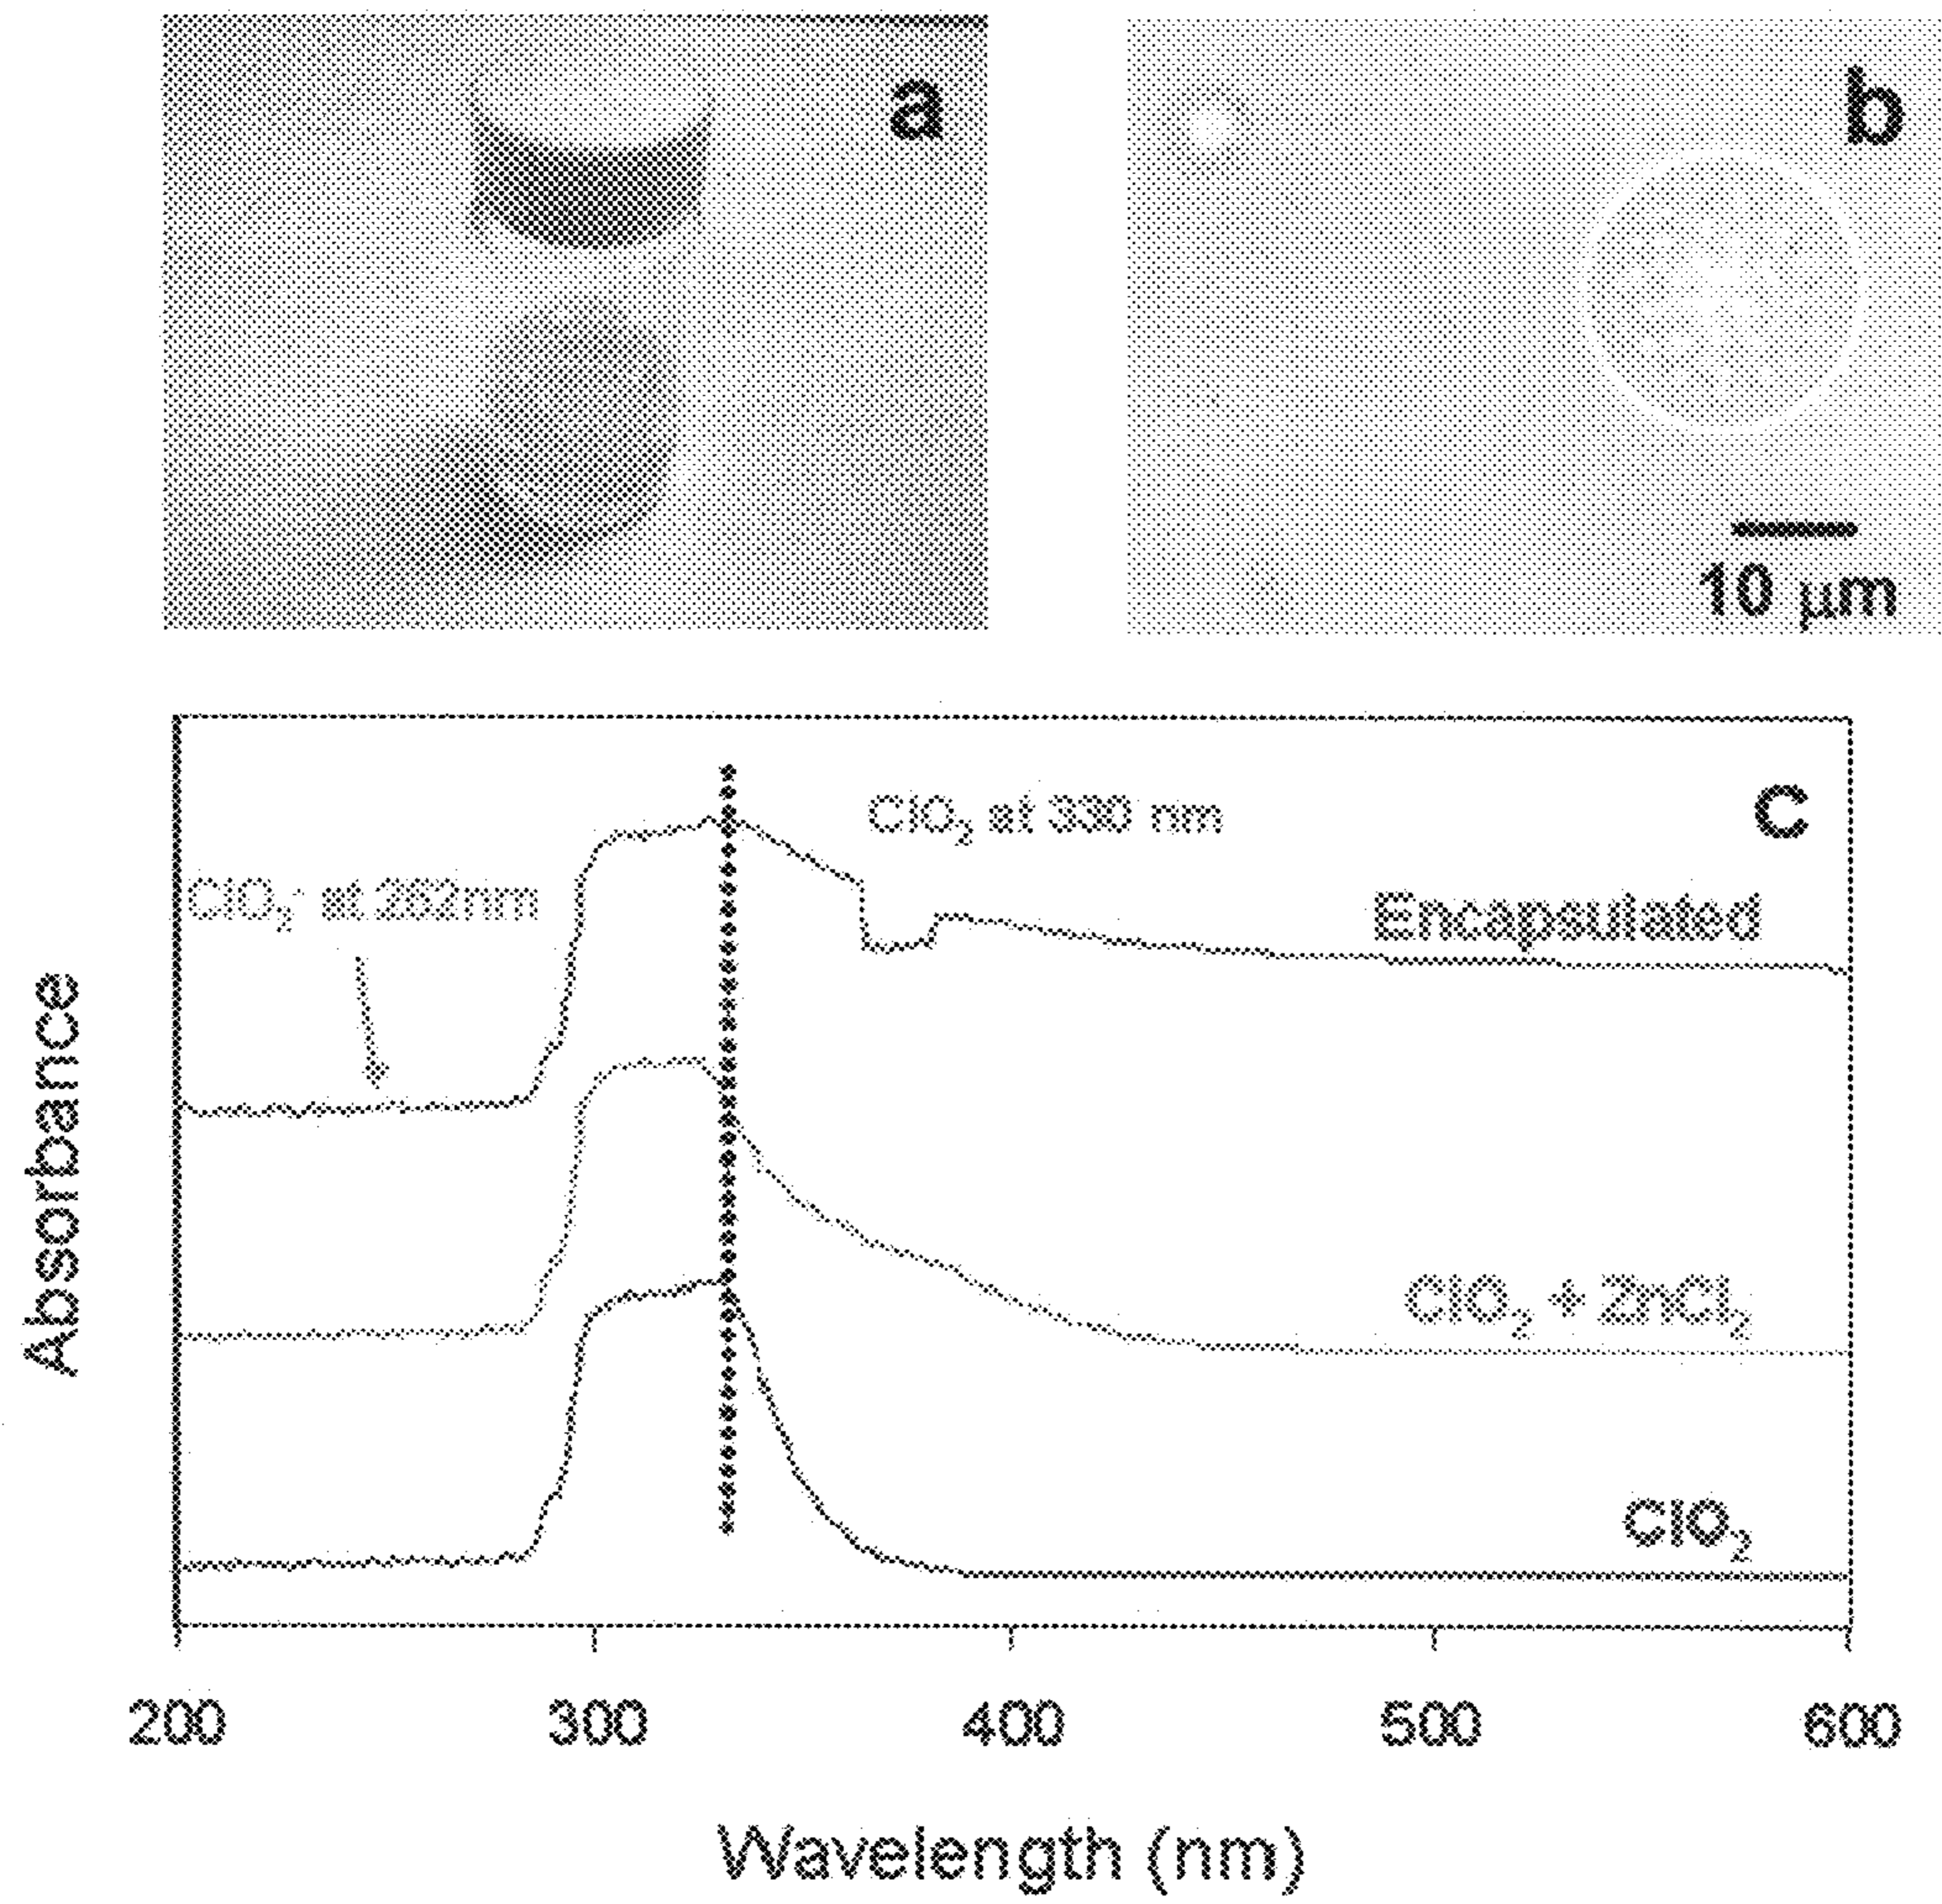 a
b
10 μm
c
ClO₂ at 330 nm
ClO₂⁻ at 262nm
Encapsulated
ClO₂ + ZnCl₂
ClO₂
Absorbance
200 300 400 500 600
Wavelength (nm)